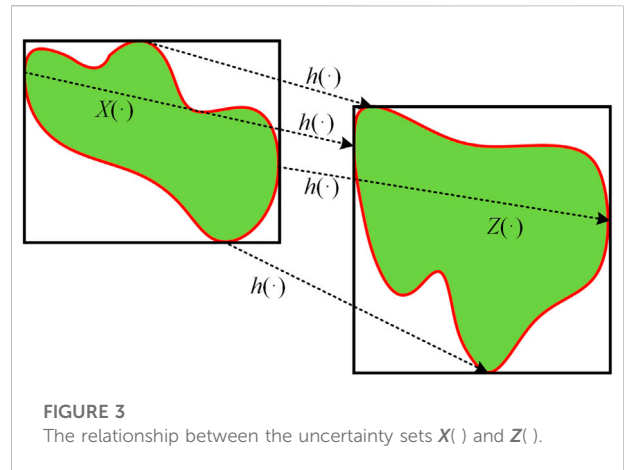 h(·)
X(·)
h(·)
h(·)
Z(·)
h(·)
FIGURE 3
The relationship between the uncertainty sets X( ) and Z( ).